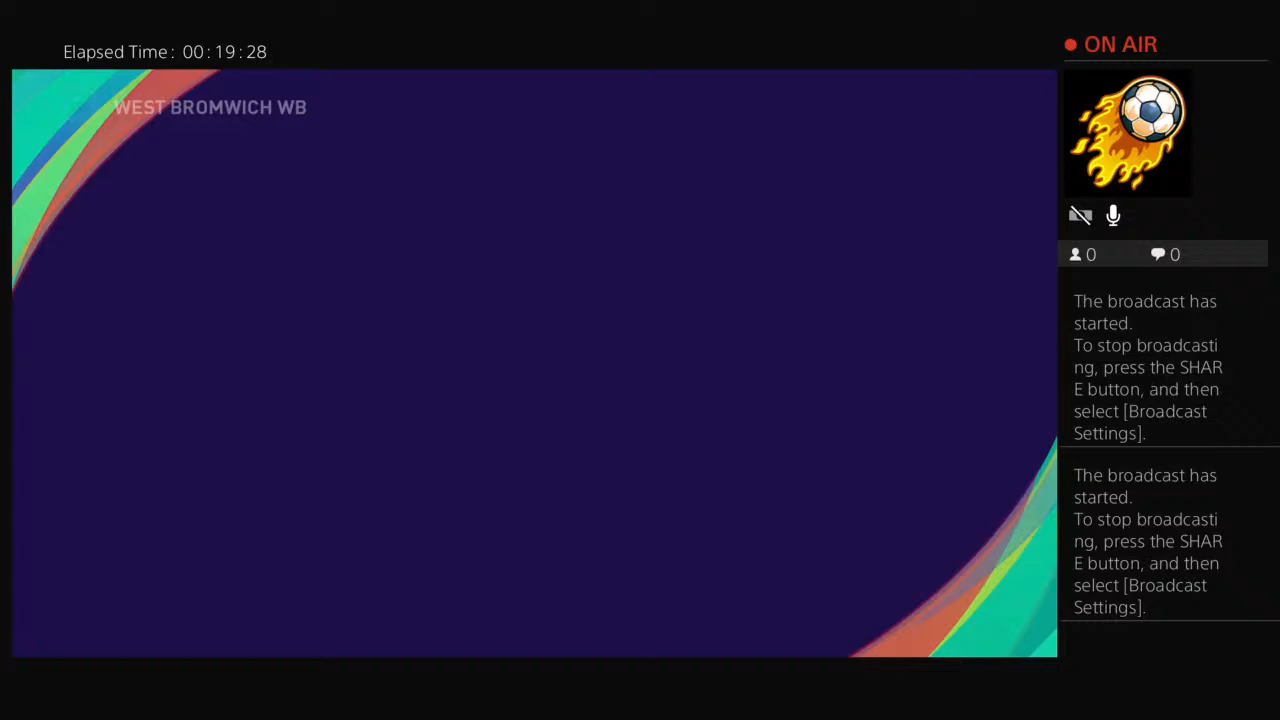 Elapsed Time: 00:19:28
ON AIR
WEST BROMWICH WB
0
0
The broadcast has
started.
To stop broadcasti
ng, press the SHAR
E button, and then
select [Broadcast
Settings].
The broadcast has
started.
To stop broadcasti
ng, press the SHAR
E button, and then
select [Broadcast
Settings].